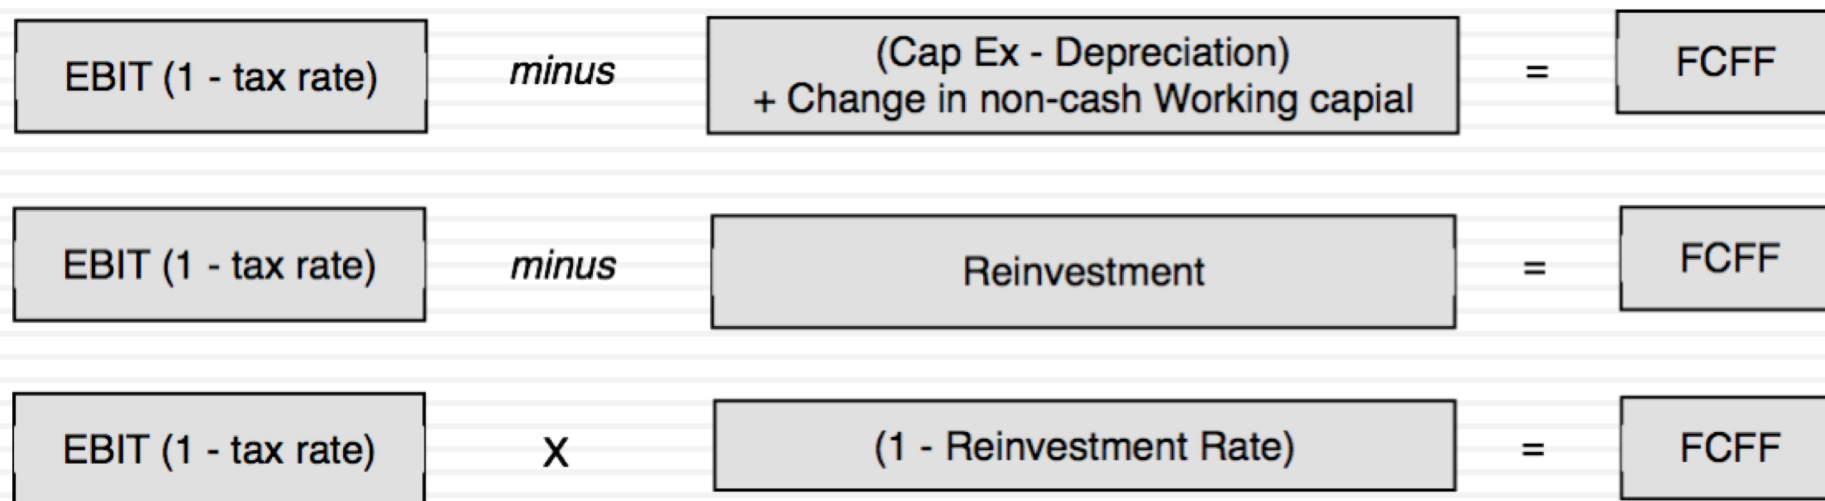 EBIT (1 - tax rate) minus (Cap Ex - Depreciation)
+ Change in non-cash Working capial = FCFF
EBIT (1 - tax rate) minus Reinvestment = FCFF
EBIT (1 - tax rate) X (1 - Reinvestment Rate) = FCFF